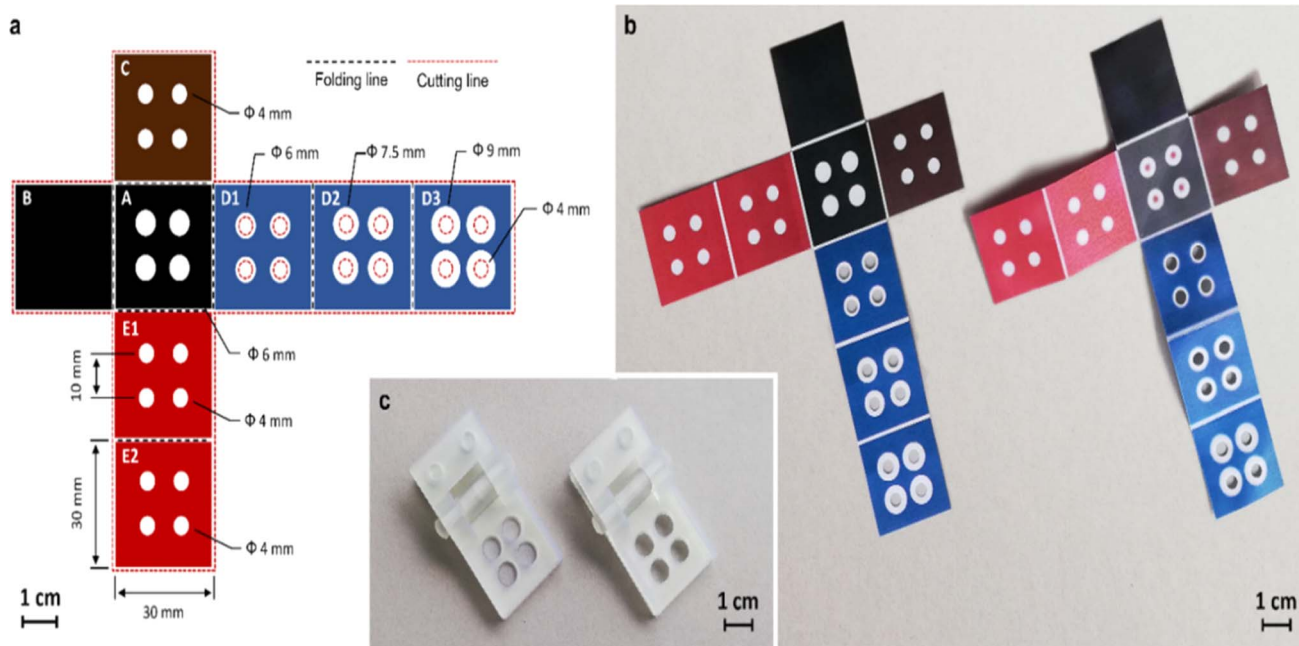 a
C
Folding line
Cutting line
Φ 4 mm
Φ 6 mm
Φ 7.5 mm
Φ 9 mm
B
A
D1
D2
D3
Φ 4 mm
E1
Φ 6 mm
10 mm
Φ 4 mm
E2
30 mm
Φ 4 mm
1 cm
30 mm
b
1 cm
c
1 cm